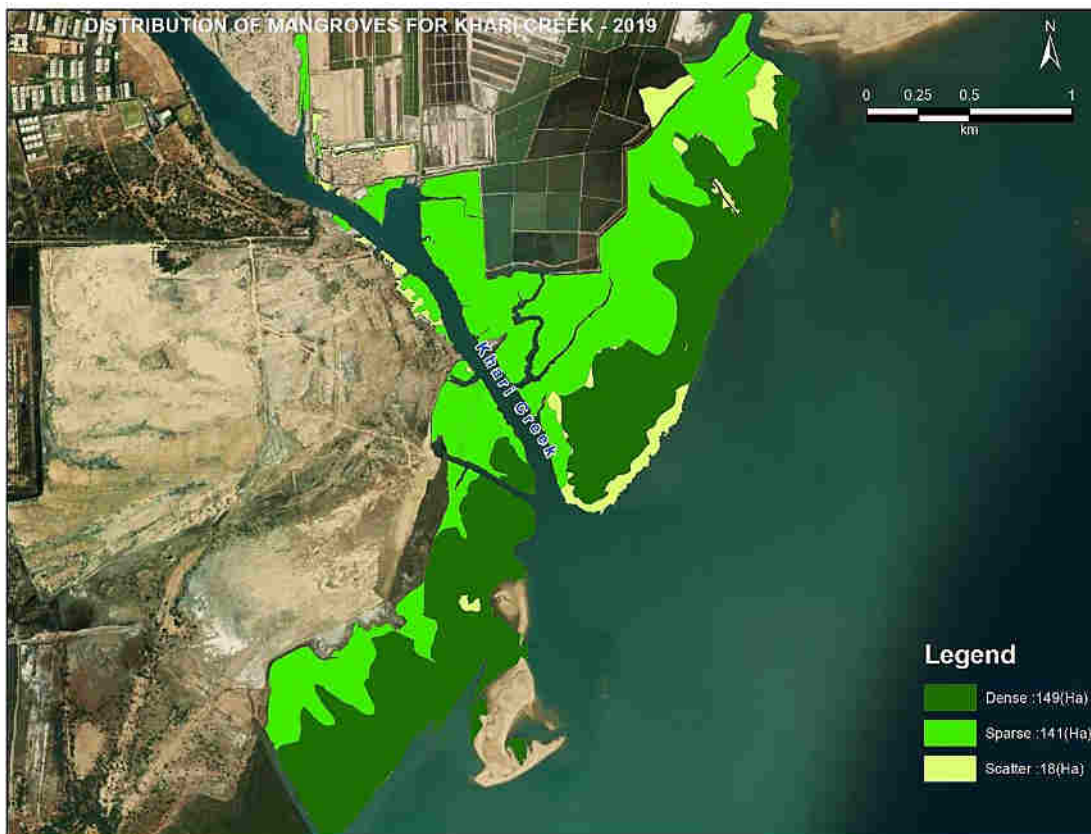 DISTRIBUTION OF MANGROVES FOR KHARI CREEK - 2019
N
0 0.25 0.5 1
km
Khari Creek
Legend
Dense :149(Ha)
Sparse :141(Ha)
Scatter :18(Ha)